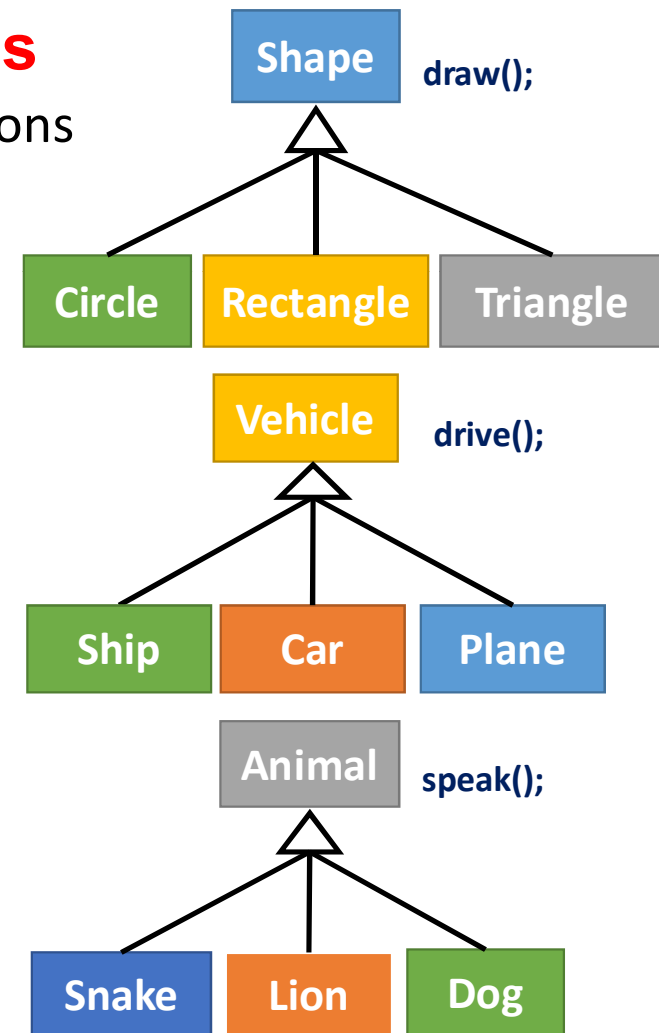 s
ons
Shape
draw();
Circle Rectangle Triangle
Vehicle
drive();
Ship Car Plane
Animal
speak();
Snake Lion Dog